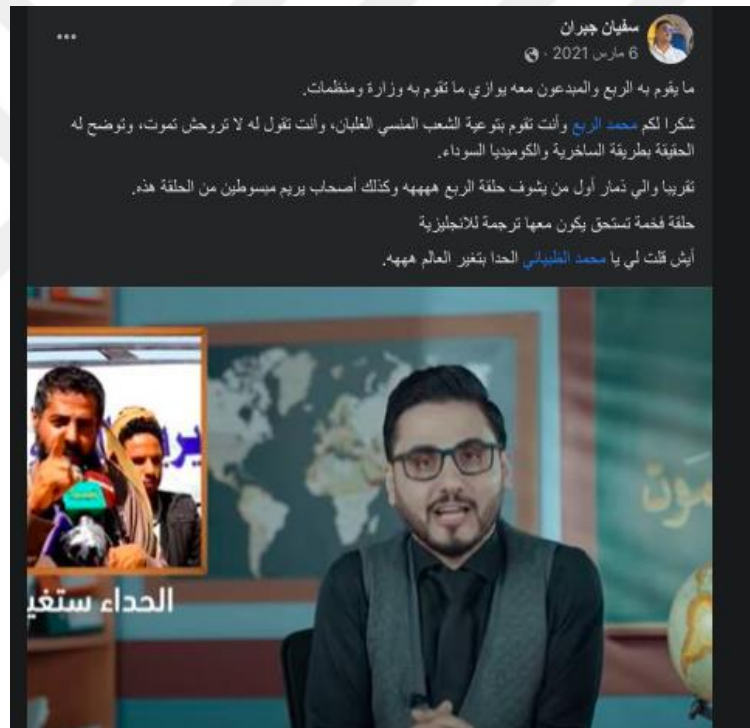 سفيان جبران
6 مارس 2021
ما يقوم به الربع والمبدعون معه يوازي ما تقوم به وزارة ومنظمات.
شكرا لكم محمد الربع وأنت تقوم بتوعية الشعب المنسي الغلبان، وأنت تقول له لا تروحش تموت، وتوضح له
الحقيقة بطريقة الساخرية والكوميديا السوداء.
تقريبا والي ذمار أول من يشوف حلقة الربع هههه وكذلك أصحاب يريم مبسوطين من الحلقة هذه.
حلقة فخمة تستحق يكون معها ترجمة للانجليزية
أيش قلت لي يا محمد الظبياني الحدا بتغير العالم هههه.
الحداء ستغي